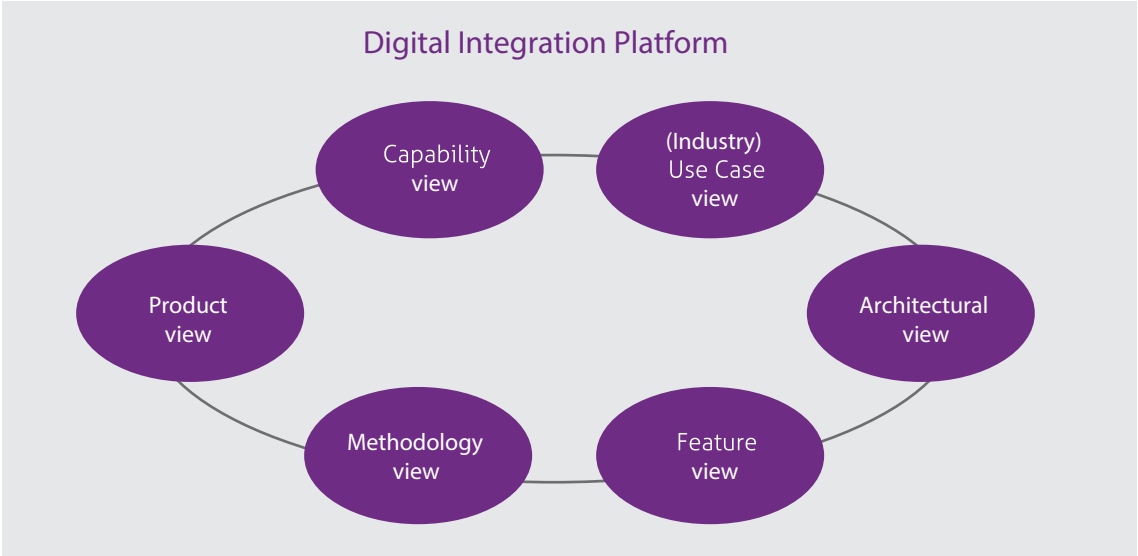 Digital Integration Platform
Capability
view
(Industry)
Use Case
view
Product
view
Architectural
view
Methodology
view
Feature
view